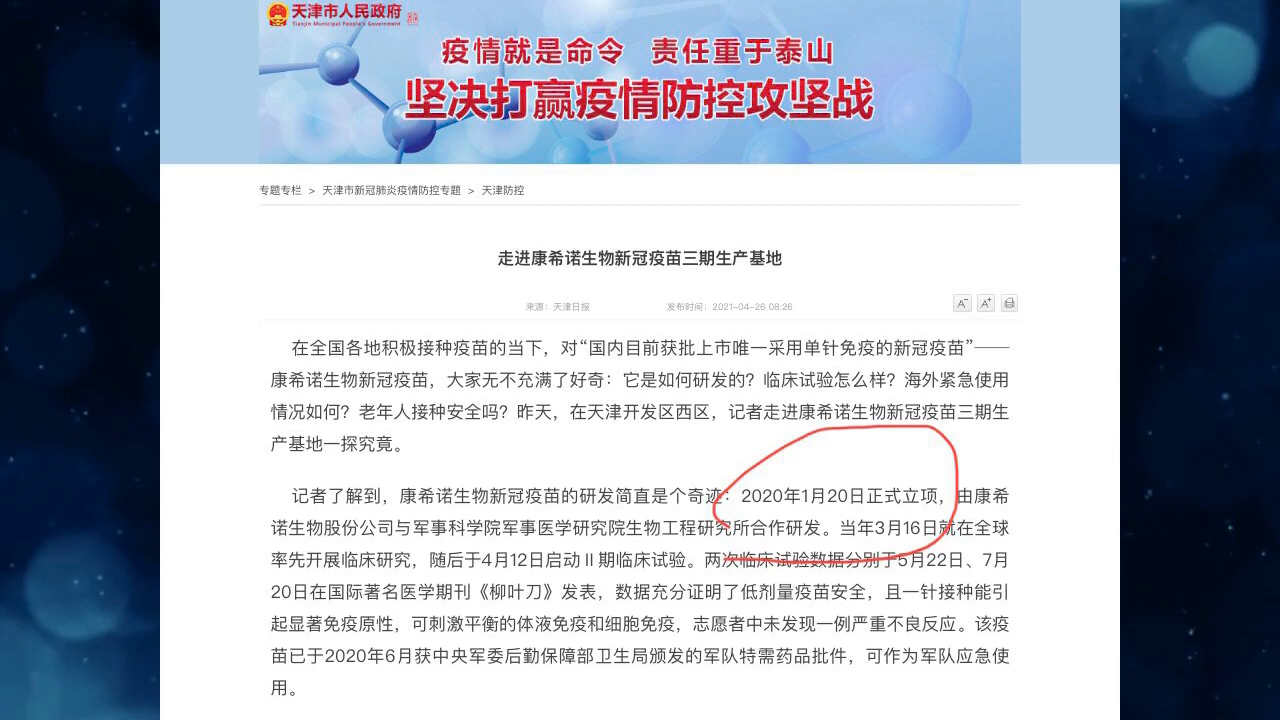 天津市人民政府
Tianjin Municipal People's Government
疫情就是命令 责任重于泰山
坚决打赢疫情防控攻坚战
专题专栏 > 天津市新冠肺炎疫情防控专题 > 天津防控
走进康希诺生物新冠疫苗三期生产基地
来源：天津日报 发布时间：2021-04-26 08:26
A- A+
在全国各地积极接种疫苗的当下，对“国内目前获批上市唯一采用单针免疫的新冠疫苗”——
康希诺生物新冠疫苗，大家无不充满了好奇：它是如何研发的？临床试验怎么样？海外紧急使用
情况如何？老年人接种安全吗？昨天，在天津开发区西区，记者走进康希诺生物新冠疫苗三期生
产基地一探究竟。
记者了解到，康希诺生物新冠疫苗的研发简直是个奇迹：2020年1月20日正式立项，由康希
诺生物股份公司与军事科学院军事医学研究院生物工程研究所合作研发。当年3月16日就在全球
率先开展临床研究，随后于4月12日启动Ⅱ期临床试验。两次临床试验数据分别于5月22日、7月
20日在国际著名医学期刊《柳叶刀》发表，数据充分证明了低剂量疫苗安全，且一针接种能引
起显著免疫原性，可刺激平衡的体液免疫和细胞免疫，志愿者中未发现一例严重不良反应。该疫
苗已于2020年6月获中央军委后勤保障部卫生局颁发的军队特需药品批件，可作为军队应急使
用。